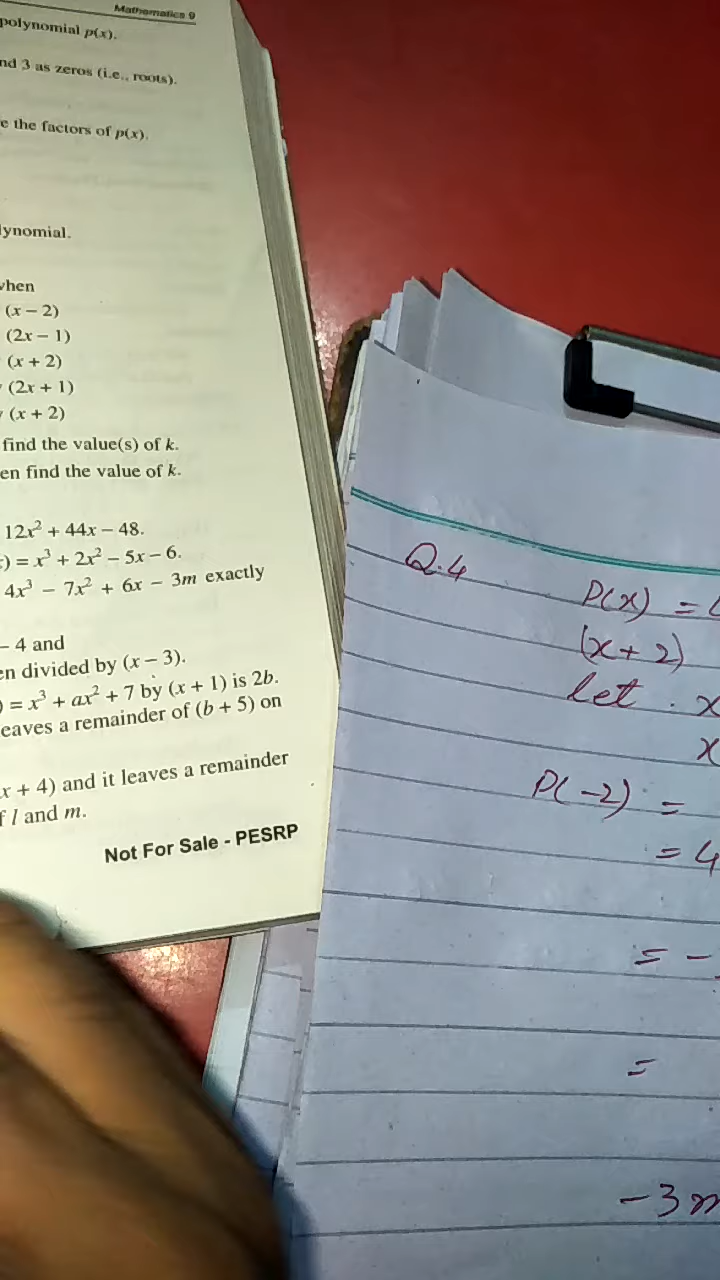 Mathematics 9
polynomial p(x).
nd 3 as zeros (i.e., roots).
e the factors of p(x).
lynomial.
when
(x – 2)
(2x – 1)
(x + 2)
(2x + 1)
(x + 2)
find the value(s) of k.
en find the value of k.
12x² + 44x – 48.
) = x³ + 2x² – 5x – 6.
4x³ – 7x² + 6x – 3m exactly
– 4 and
en divided by (x – 3).
) = x³ + ax² + 7 by (x + 1) is 2b.
eaves a remainder of (b + 5) on
x + 4) and it leaves a remainder
f l and m.
Not For Sale - PESRP
Q.4
P(x) =
(x + 2)
let . x
x
P(-2) =
= 4
= -
=
-3m